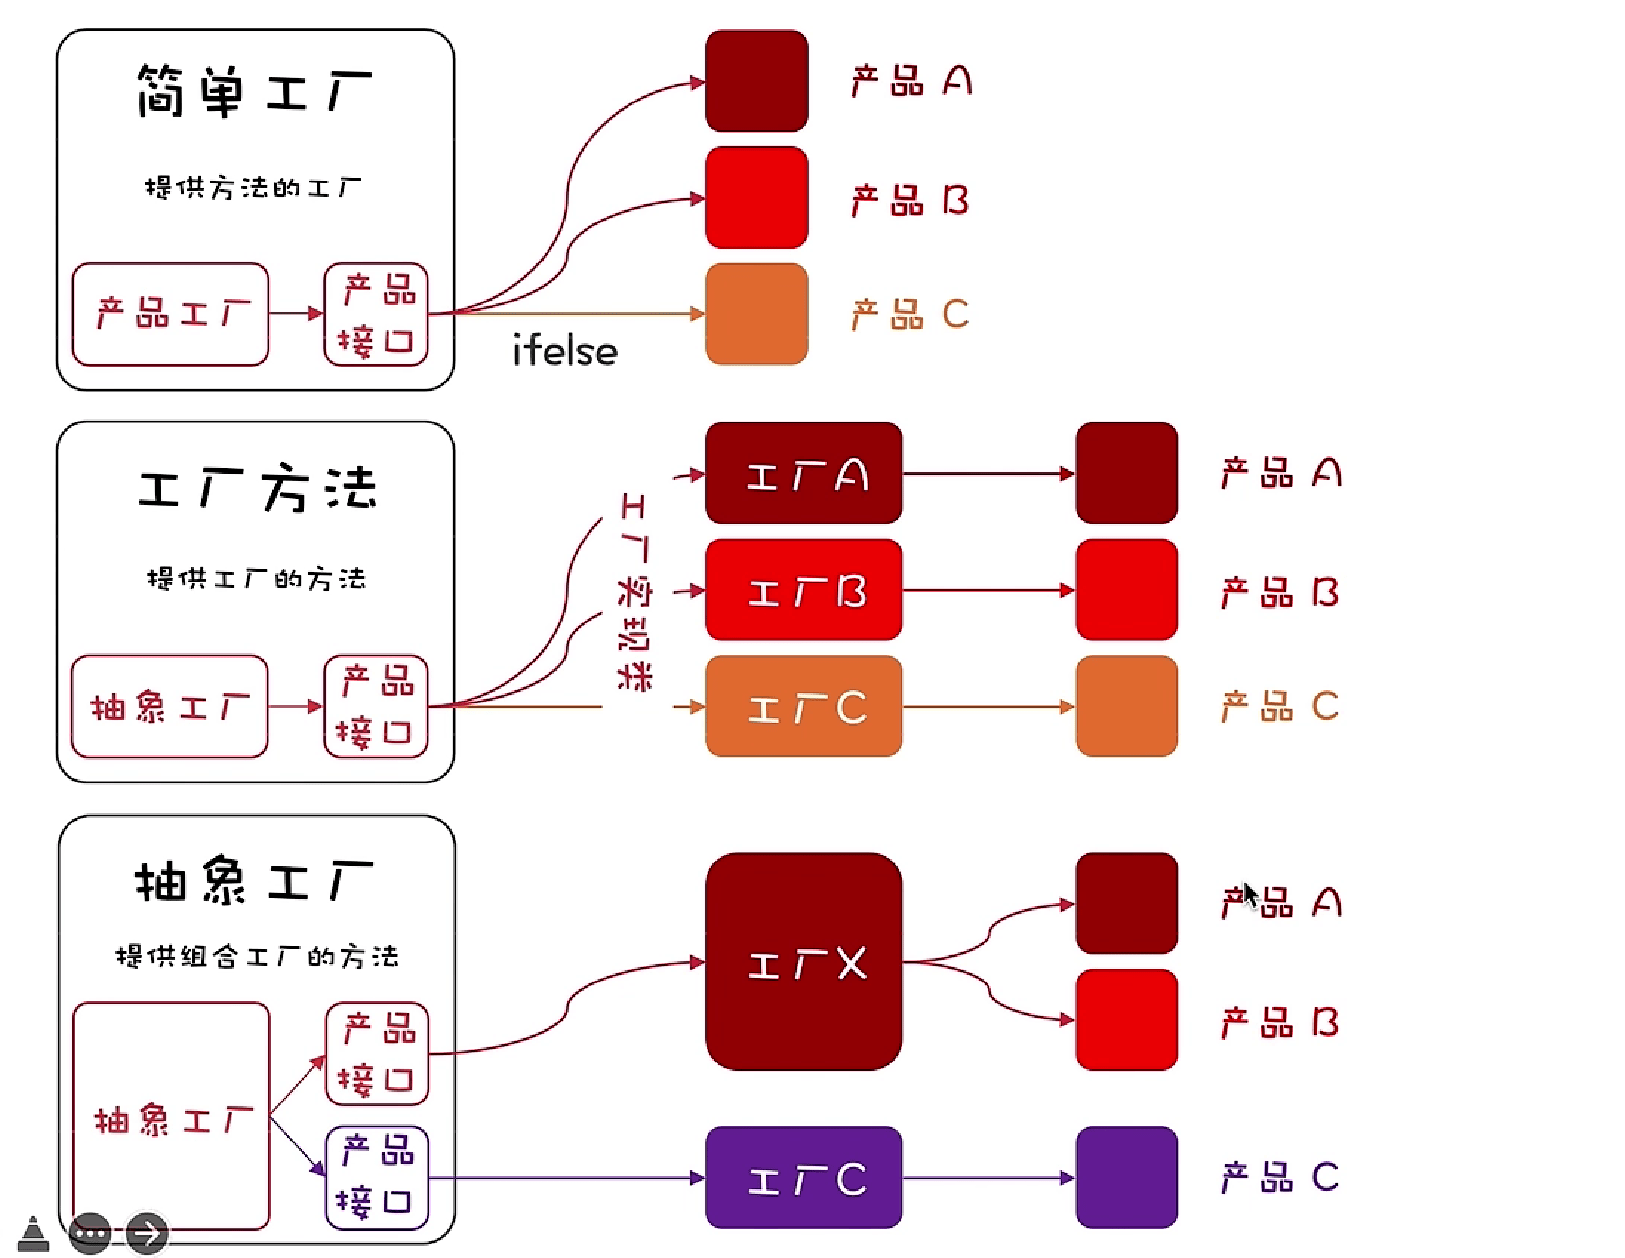 简单工厂
提供方法的工厂
产品工厂
产品
接口
ifelse
产品 A
产品 B
产品 C
工厂方法
提供工厂的方法
抽象工厂
产品
接口
工厂实现类
工厂A
产品 A
工厂B
产品 B
工厂C
产品 C
抽象工厂
提供组合工厂的方法
抽象工厂
产品
接口
产品
接口
工厂X
产品 A
产品 B
工厂C
产品 C